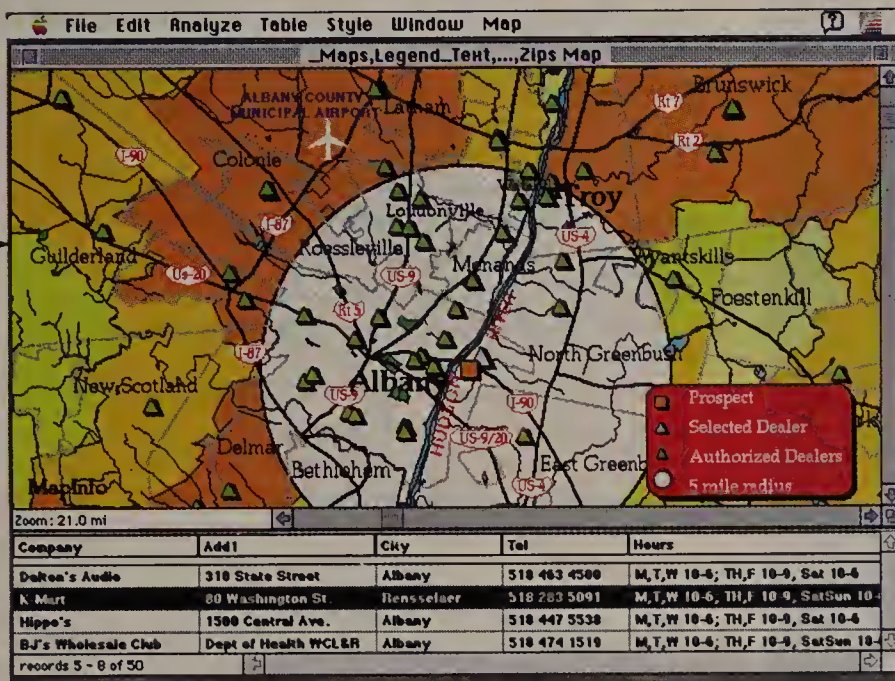 File Edit Analyze Table Style Window Map
_Maps,Legend_Text,...,Zips Map
Brunswick
ALBANY COUNTY
MUNICIPAL AIRPORT
Latham
Rt 7
Rt 2
I-90
Colonie
Troy
Loudonville
I-87
US-4
Guilderland
Roessleville
Menands
Wyantskill
US-20
US-9
Poestenkill
Rt 5
HUDSON RIVER
I-87
North Greenbush
Albany
New Scotland
US-9
I-90
Prospect
Selected Dealer
Delmar
US-9/20
Authorized Dealers
Bethlehem
East Greenb
5 mile radius
MapInfo
US-4
Zoom: 21.0 mi
Company Add1 City Tel Hours
Dalton's Audio 310 State Street Albany 518 463 4500 M,T,W 10-6; TH,F 10-9, Sat 10-6
K-Mart 80 Washington St. Rensselaer 518 283 5091 M,T,W 10-6; TH,F 10-9, SatSun 10-
Hippo's 1500 Central Ave. Albany 518 447 5538 M,T,W 10-6; TH,F 10-9, Sat 10-6
BJ's Wholesale Club Dept of Health WCL&R Albany 518 474 1519 M,T,W 10-6; TH,F 10-9, SatSun 10-
records 5 - 8 of 50